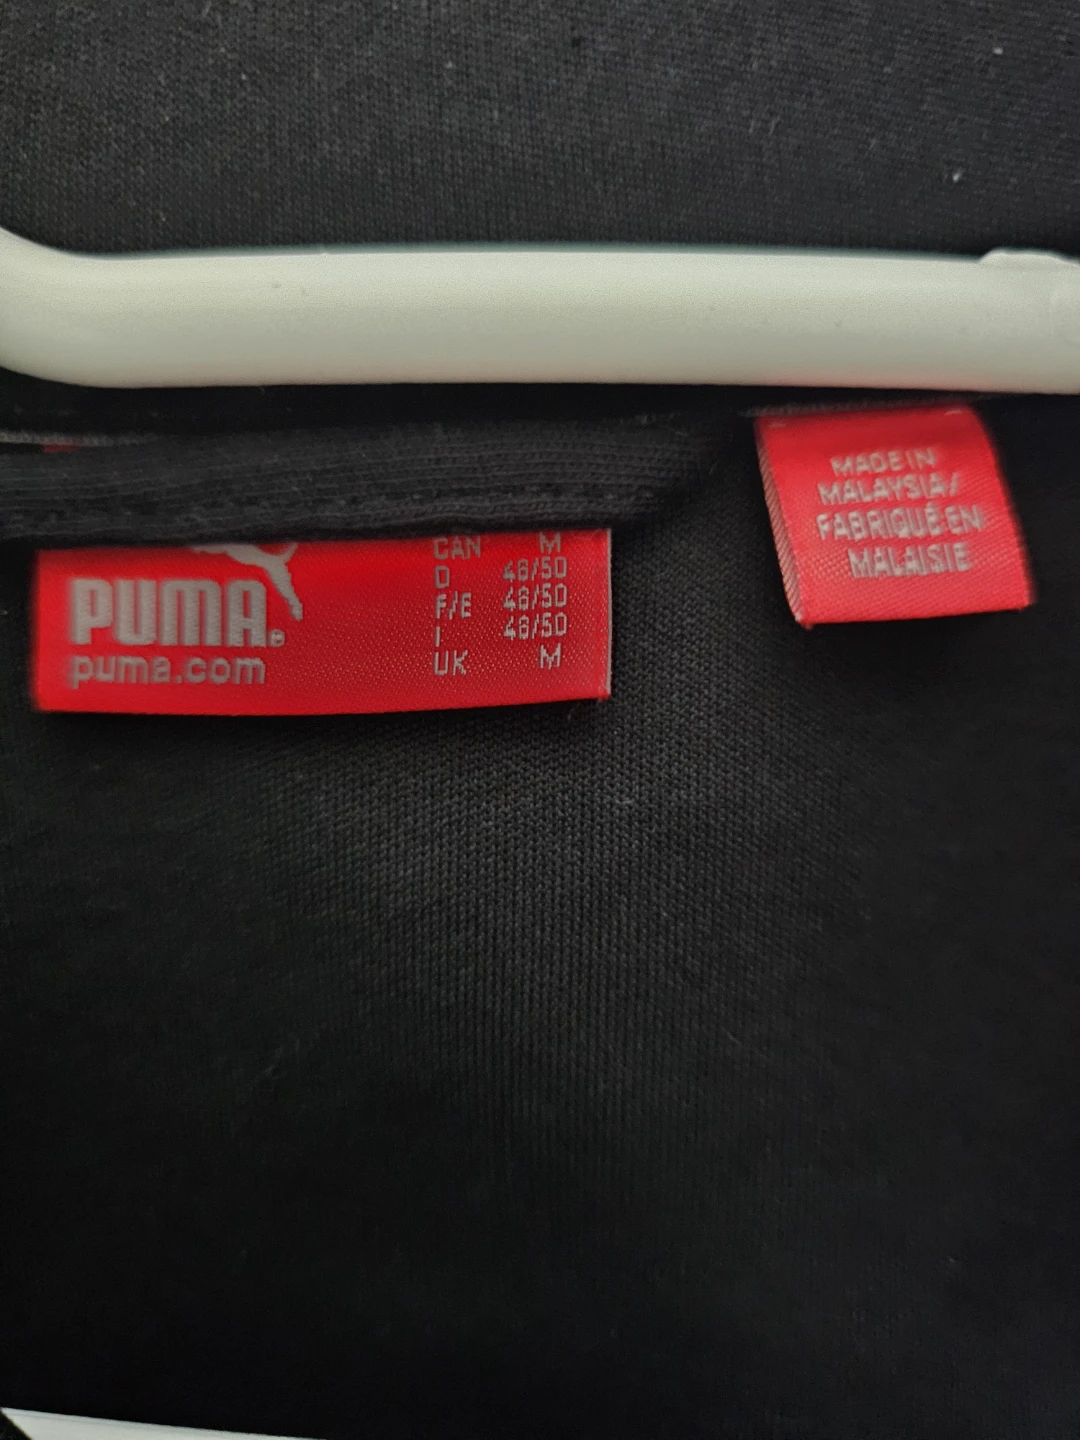 PUMA®
puma.com
CAN M
D 48/50
F/E 48/50
I 48/50
UK M
MADE IN
MALAYSIA/
FABRIQUÉ EN
MALAISIE